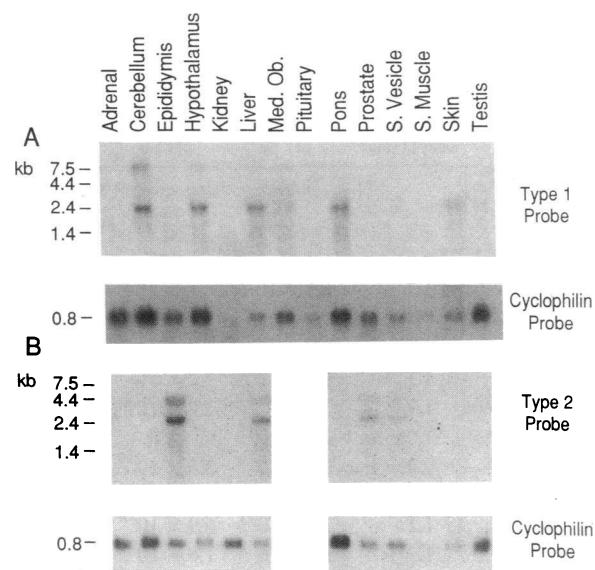 Adrenal
Cerebellum
Epididymis
Hypothalamus
Kidney
Liver
Med. Ob.
Pituitary
Pons
Prostate
S. Vesicle
S. Muscle
Skin
Testis
A
kb
7.5
4.4
2.4
1.4
Type 1
Probe
0.8
Cyclophilin
Probe
B
kb
7.5
4.4
2.4
1.4
Type 2
Probe
0.8
Cyclophilin
Probe